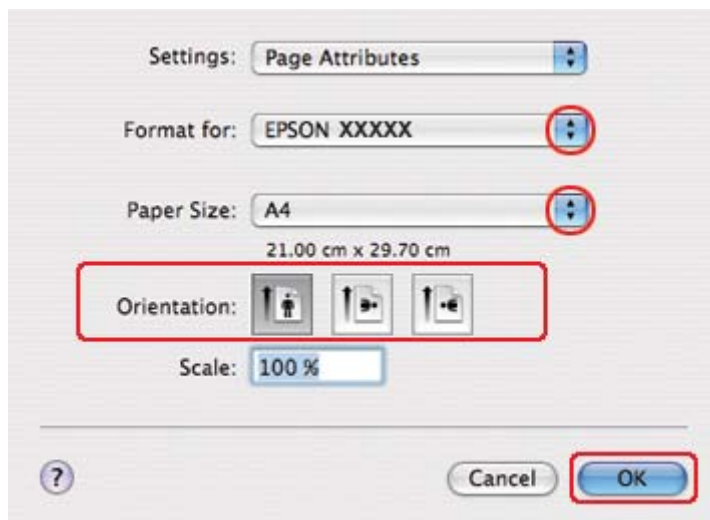 Settings: Page Attributes
Format for: EPSON XXXXX
Paper Size: A4
21.00 cm x 29.70 cm
Orientation:
Scale: 100 %
? Cancel OK